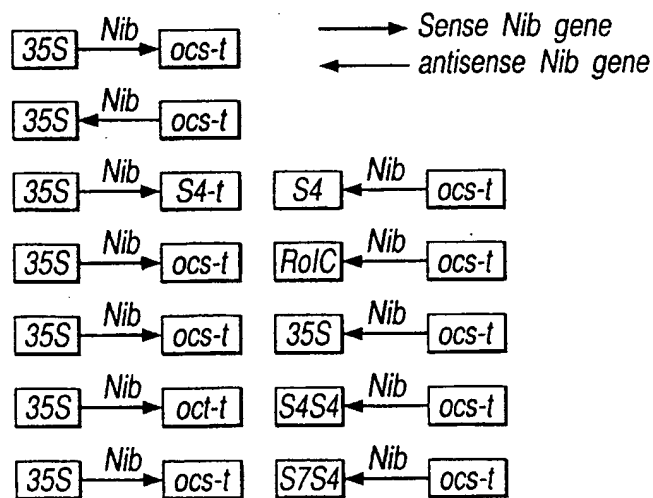 Nib
35S ocs-t
Sense Nib gene
antisense Nib gene
Nib
35S ocs-t
Nib Nib
35S S4-t S4 ocs-t
Nib Nib
35S ocs-t RolC ocs-t
Nib Nib
35S ocs-t 35S ocs-t
Nib Nib
35S oct-t S4S4 ocs-t
Nib Nib
35S ocs-t S7S4 ocs-t